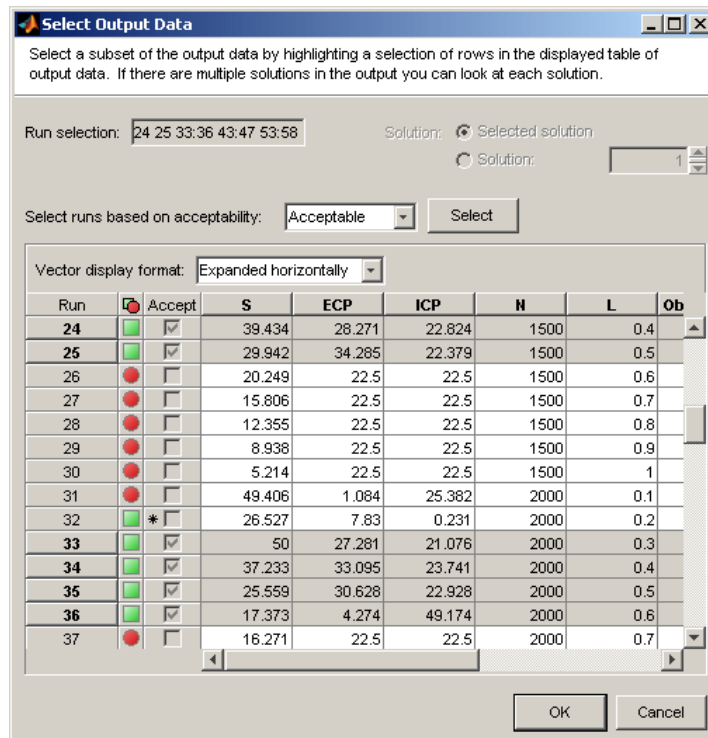 Select Output Data
Select a subset of the output data by highlighting a selection of rows in the displayed table of
output data. If there are multiple solutions in the output you can look at each solution.
Run selection: 24 25 33:36 43:47 53:58 Solution: Selected solution
Solution: 1
Select runs based on acceptability: Acceptable Select
Vector display format: Expanded horizontally
Run Accept S ECP ICP N L Ob
24 39.434 28.271 22.824 1500 0.4
25 29.942 34.285 22.379 1500 0.5
26 20.249 22.5 22.5 1500 0.6
27 15.806 22.5 22.5 1500 0.7
28 12.355 22.5 22.5 1500 0.8
29 8.938 22.5 22.5 1500 0.9
30 5.214 22.5 22.5 1500 1
31 49.406 1.084 25.382 2000 0.1
32 * 26.527 7.83 0.231 2000 0.2
33 50 27.281 21.076 2000 0.3
34 37.233 33.095 23.741 2000 0.4
35 25.559 30.628 22.928 2000 0.5
36 17.373 4.274 49.174 2000 0.6
37 16.271 22.5 22.5 2000 0.7
OK Cancel